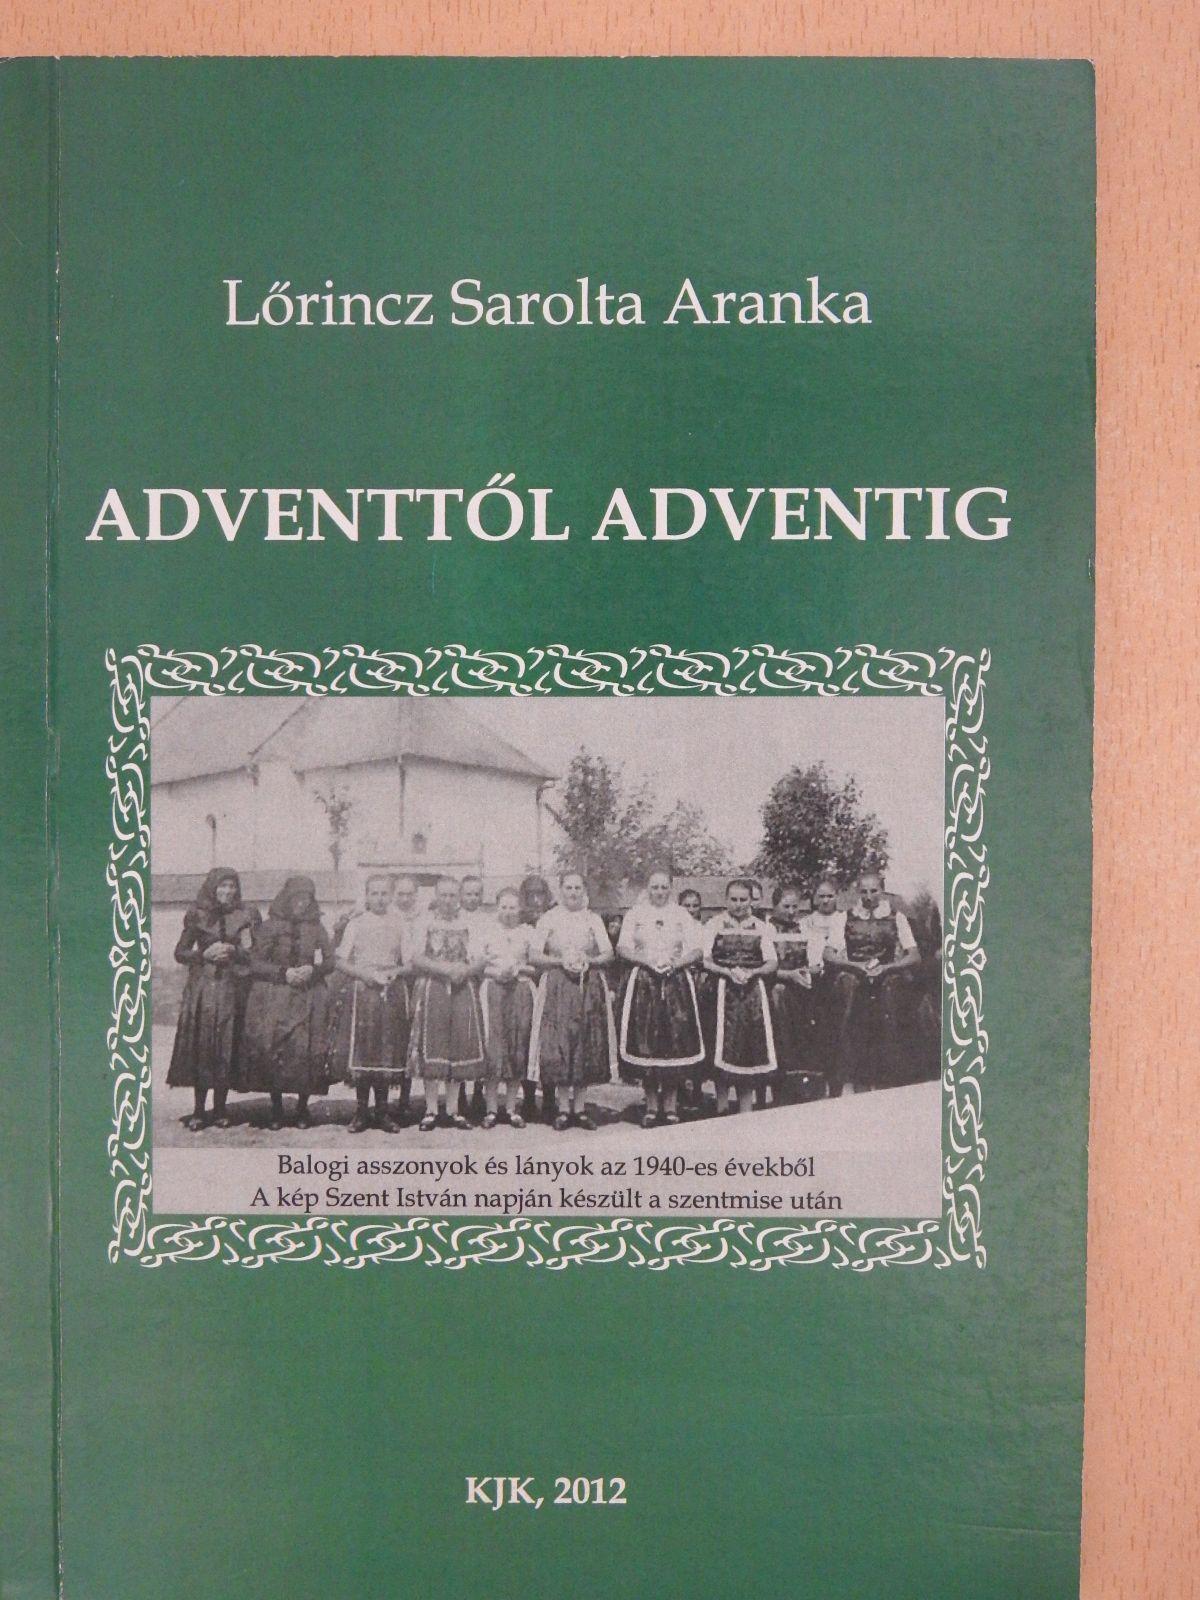 Lőrincz Sarolta Aranka
ADVENTTŐL ADVENTIG
Balogi asszonyok és lányok az 1940-es évekből
A kép Szent István napján készült a szentmise után
KJK, 2012